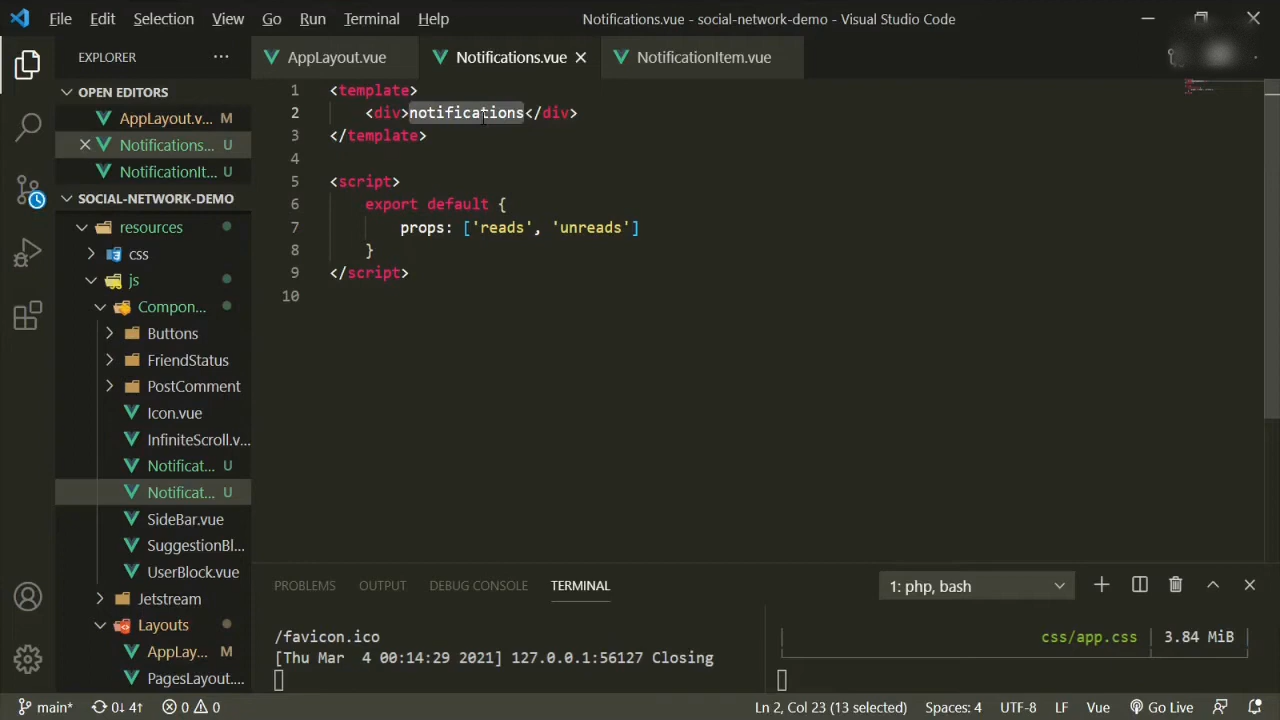 File Edit Selection View Go Run Terminal Help Notifications.vue - social-network-demo - Visual Studio Code
EXPLORER ···
AppLayout.vue Notifications.vue NotificationItem.vue
OPEN EDITORS
AppLayout.v... M
Notifications... U
NotificationIt... U
SOCIAL-NETWORK-DEMO
resources
css
js
Compon...
Buttons
FriendStatus
PostComment
Icon.vue
InfiniteScroll.v...
Notificat... U
Notificat... U
SideBar.vue
SuggestionBl...
UserBlock.vue
Jetstream
Layouts
AppLay... M
PagesLayout....
1 <template>
2 <div>notifications</div>
3 </template>
4
5 <script>
6 export default {
7 props: ['reads', 'unreads']
8 }
9 </script>
10
PROBLEMS OUTPUT DEBUG CONSOLE TERMINAL 1: php, bash
/favicon.ico
[Thu Mar 4 00:14:29 2021] 127.0.0.1:56127 Closing
css/app.css | 3.84 MiB
main* 0↓ 4↑ 0 0 Ln 2, Col 23 (13 selected) Spaces: 4 UTF-8 LF Vue Go Live